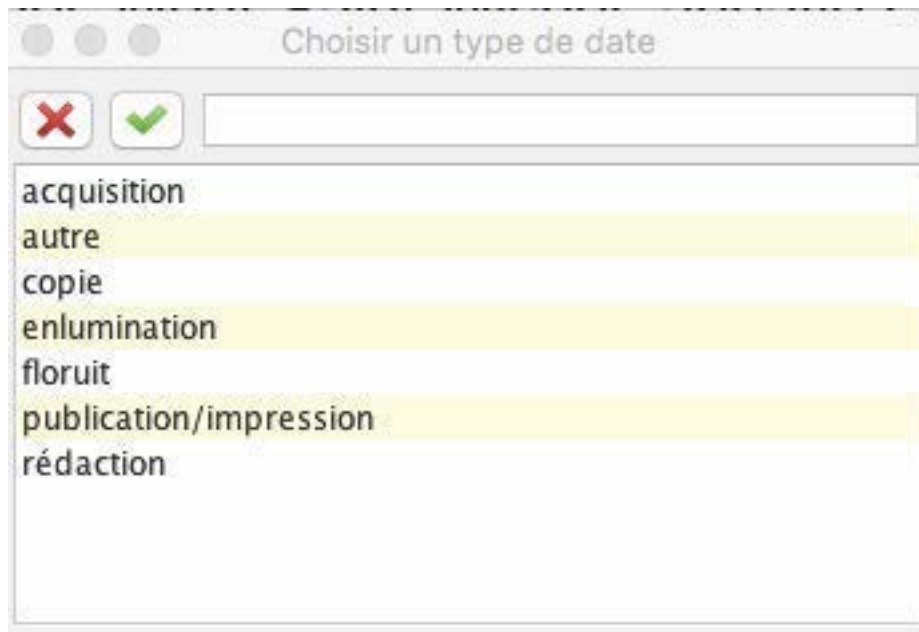 Choisir un type de date
acquisition
autre
copie
enlumination
floruit
publication/impression
rédaction